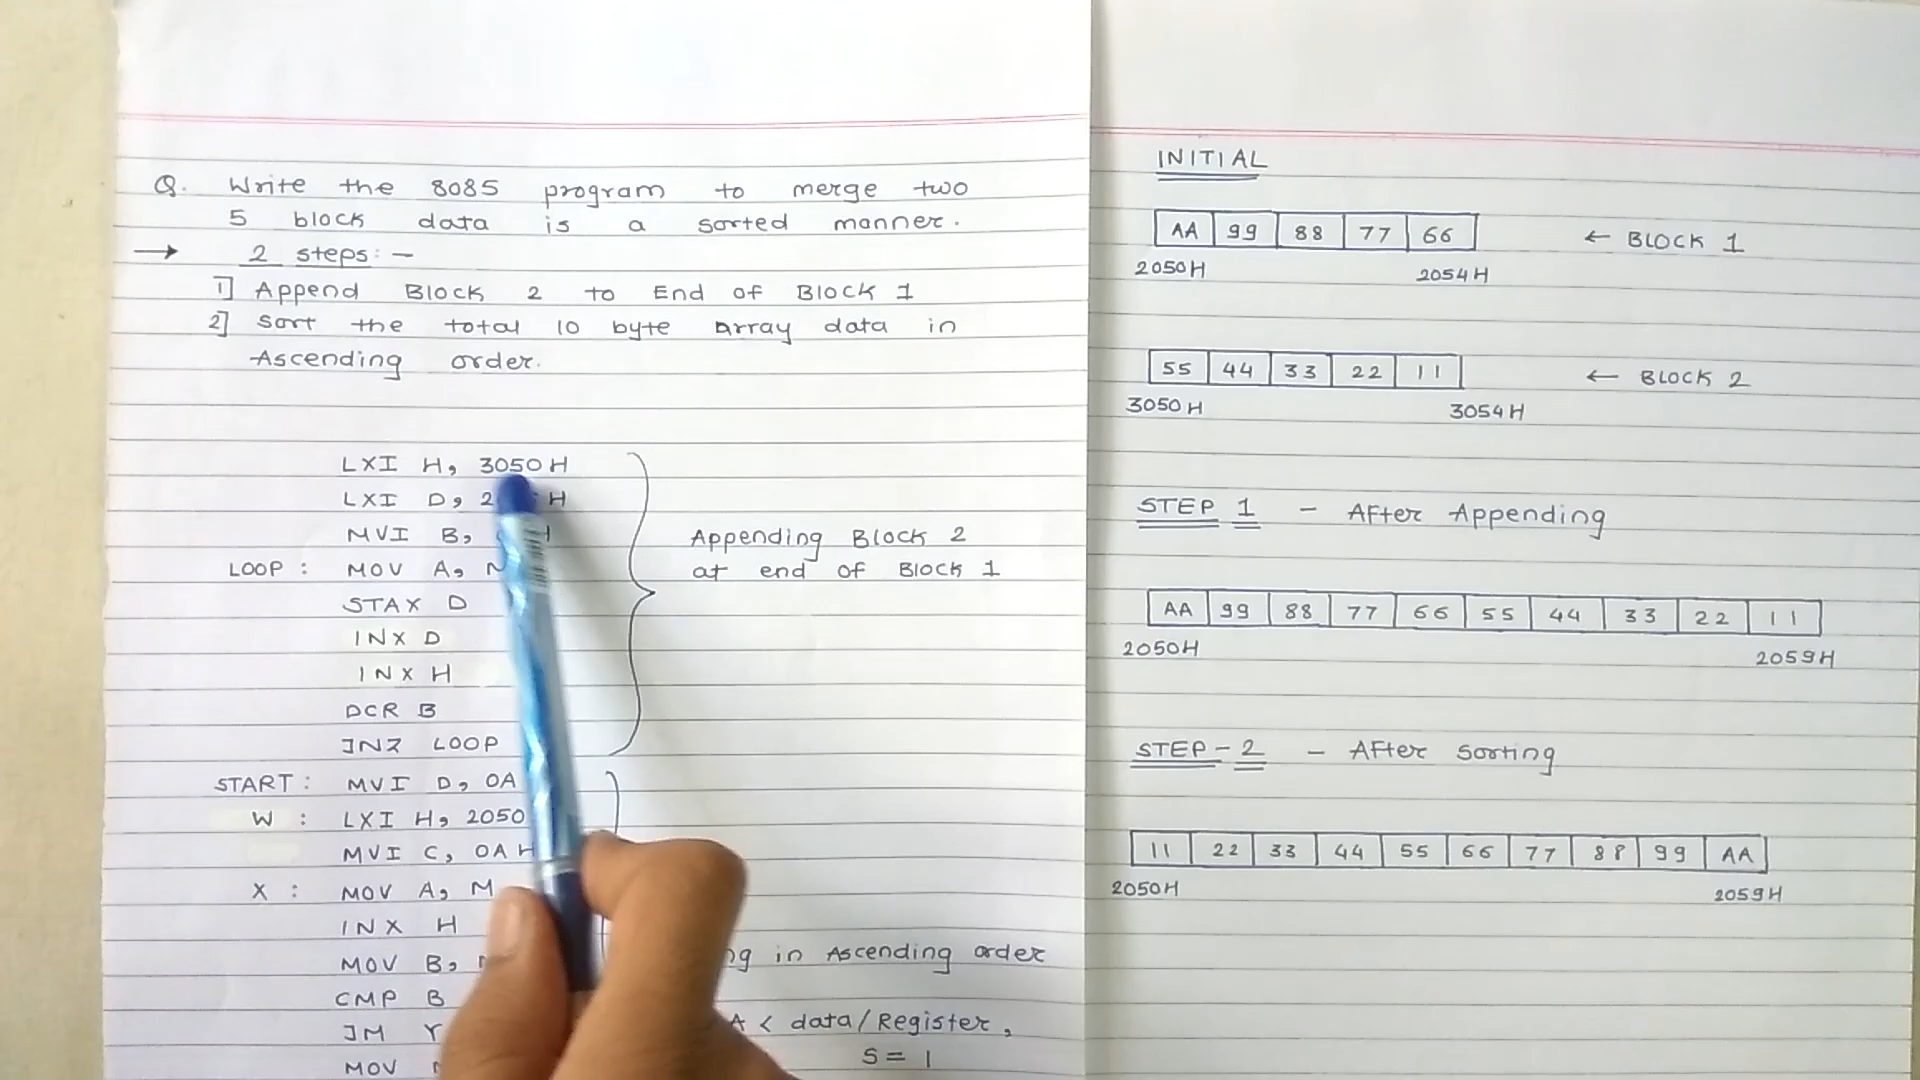 Q. Write the 8085 program to merge two
5 block data is a sorted manner.
→ 2 steps: -
1] Append Block 2 to End of Block 1
2] Sort the total 10 byte array data in
Ascending order.
LXI H, 3050H
LXI D, 2 H
MVI B, H
LOOP : MOV A,
STAX D
INX D
INX H
DCR B
JNZ LOOP
Appending Block 2
at end of Block 1
START : MVI D, 0A
W : LXI H, 2050
MVI C, 0AH
X : MOV A, M
INX H
MOV B,
CMP B
JM Y
MOV
in Ascending order
A < data/Register,
S = 1
INITIAL
AA 99 88 77 66 ← BLOCK 1
2050H 2054H
55 44 33 22 11 ← BLOCK 2
3050H 3054H
STEP 1 - After Appending
AA 99 88 77 66 55 44 33 22 11
2050H 2059H
STEP-2 - After Sorting
11 22 33 44 55 66 77 88 99 AA
2050H 2059H